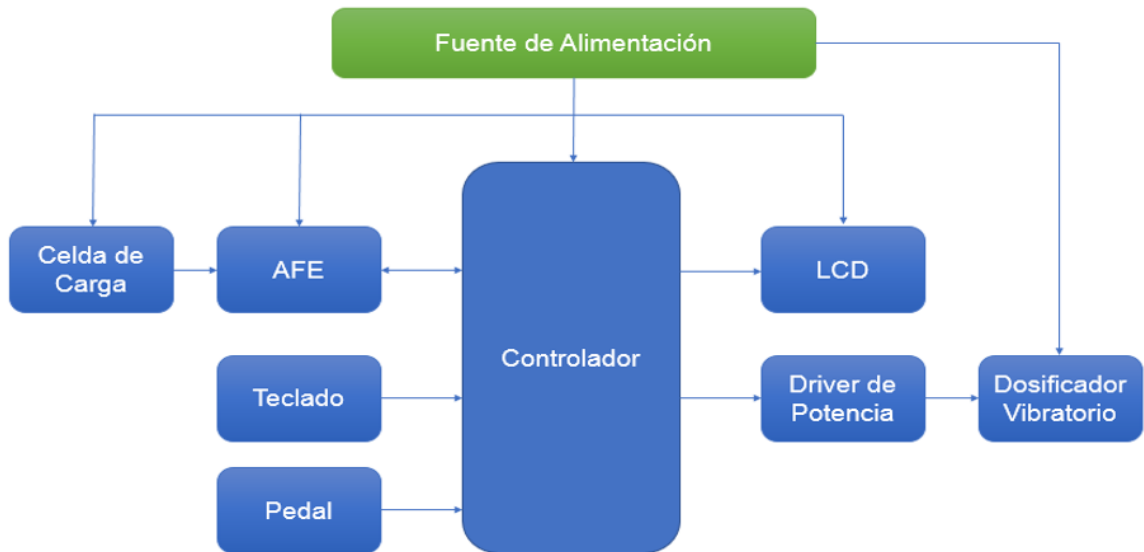 Fuente de Alimentación
Celda de
Carga
AFE
LCD
Controlador
Teclado
Driver de
Potencia
Dosificador
Vibratorio
Pedal